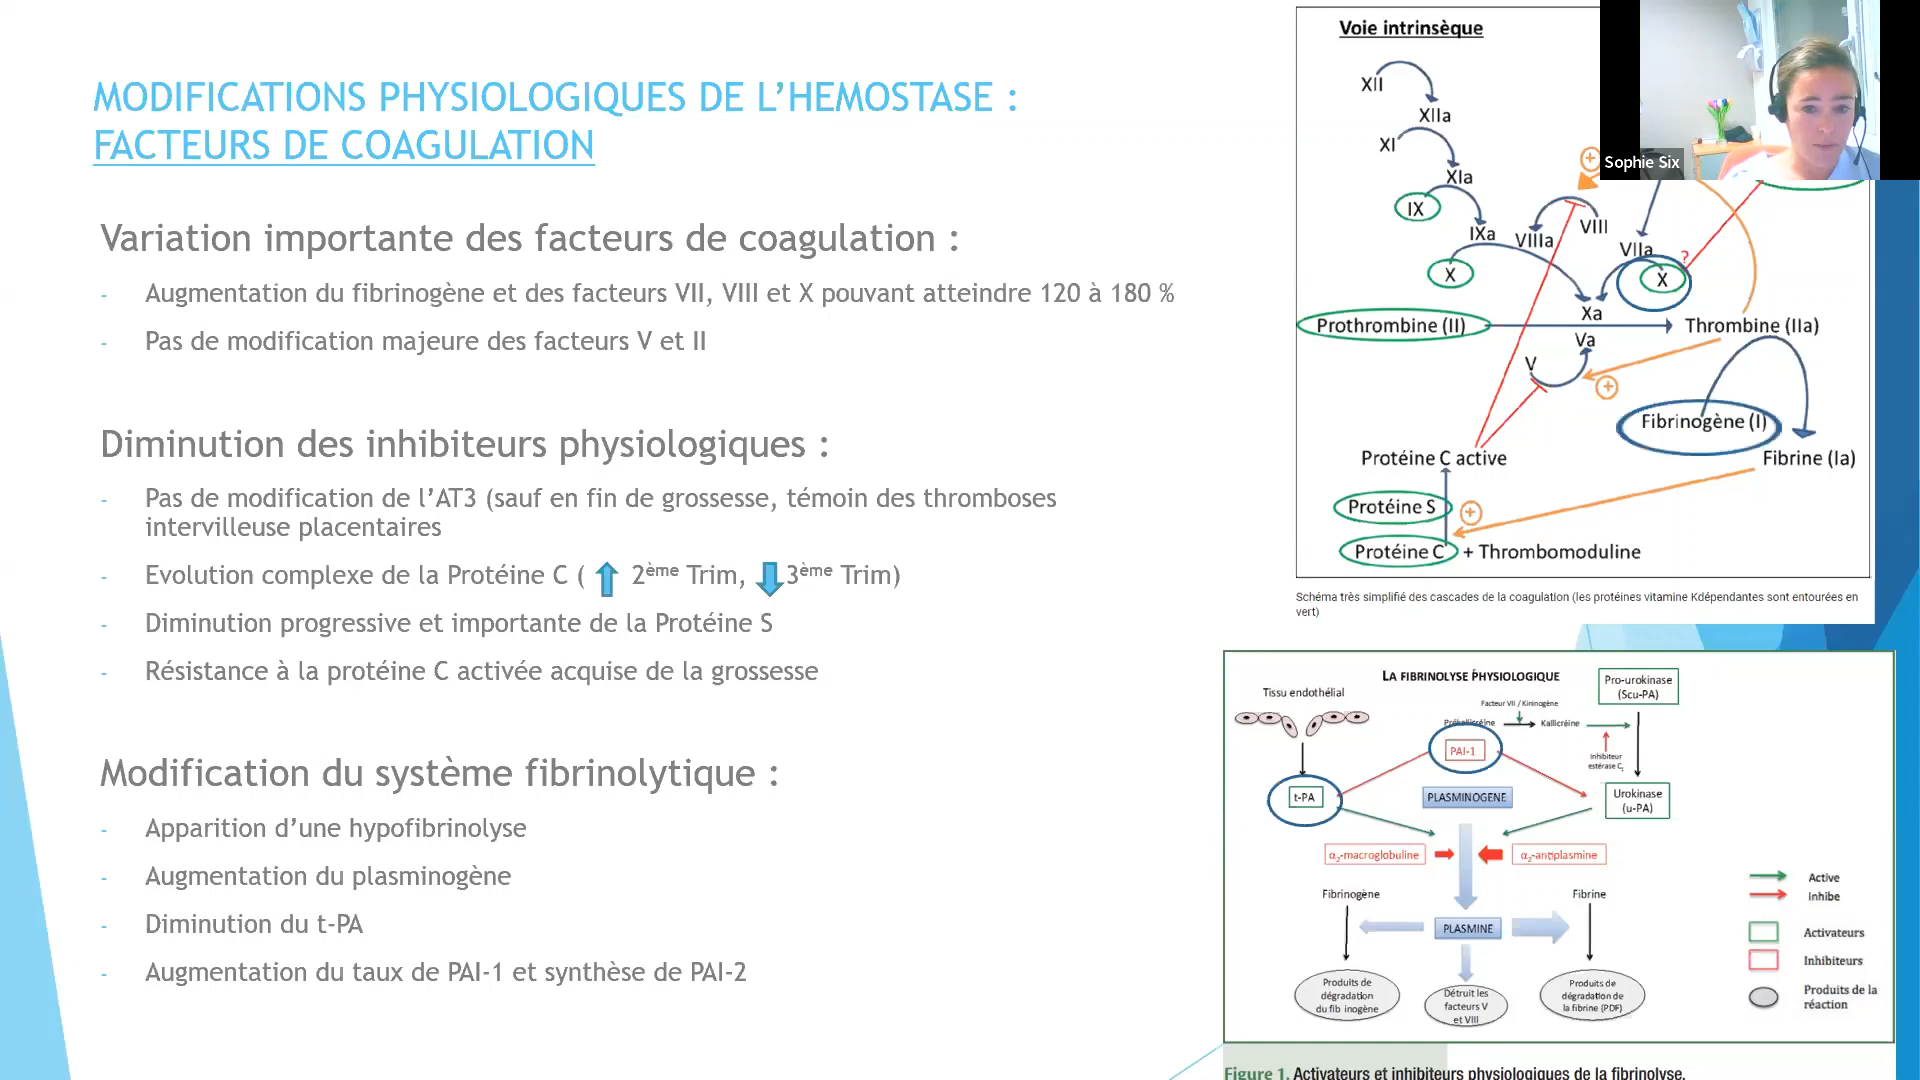 MODIFICATIONS PHYSIOLOGIQUES DE L’HEMOSTASE :
FACTEURS DE COAGULATION
Variation importante des facteurs de coagulation :
- Augmentation du fibrinogène et des facteurs VII, VIII et X pouvant atteindre 120 à 180 %
- Pas de modification majeure des facteurs V et II
Diminution des inhibiteurs physiologiques :
- Pas de modification de l’AT3 (sauf en fin de grossesse, témoin des thromboses
intervilleuse placentaires
- Evolution complexe de la Protéine C ( 2ème Trim, 3ème Trim)
- Diminution progressive et importante de la Protéine S
- Résistance à la protéine C activée acquise de la grossesse
Modification du système fibrinolytique :
- Apparition d’une hypofibrinolyse
- Augmentation du plasminogène
- Diminution du t-PA
- Augmentation du taux de PAI-1 et synthèse de PAI-2
Voie intrinsèque
XII
XIIa
XI
XIa
IX
IXa
VIIIa
VIII
VIIa
?
X
X
Xa
Prothrombine (II)
Thrombine (IIa)
Va
V
Fibrinogène (I)
Fibrine (Ia)
Protéine C active
Protéine S
Protéine C + Thrombomoduline
Schéma très simplifié des cascades de la coagulation (les protéines vitamine Kdépendantes sont entourées en
vert)
Sophie Six
LA FIBRINOLYSE PHYSIOLOGIQUE
Tissu endothélial
Facteur VII / Kininogène
Prékallicréine
Kallicréine
Pro-urokinase
(Scu-PA)
PAI-1
Inhibiteur
estérase C1
t-PA
PLASMINOGENE
Urokinase
(u-PA)
α2-macroglobuline
α2-antiplasmine
Fibrinogène
Fibrine
PLASMINE
Produits de
dégradation
du fib inogène
Détruit les
facteurs V
et VIII
Produits de
dégradation de
la fibrine (PDF)
Active
Inhibe
Activateurs
Inhibiteurs
Produits de la
réaction
Figure 1. Activateurs et inhibiteurs physiologiques de la fibrinolyse.